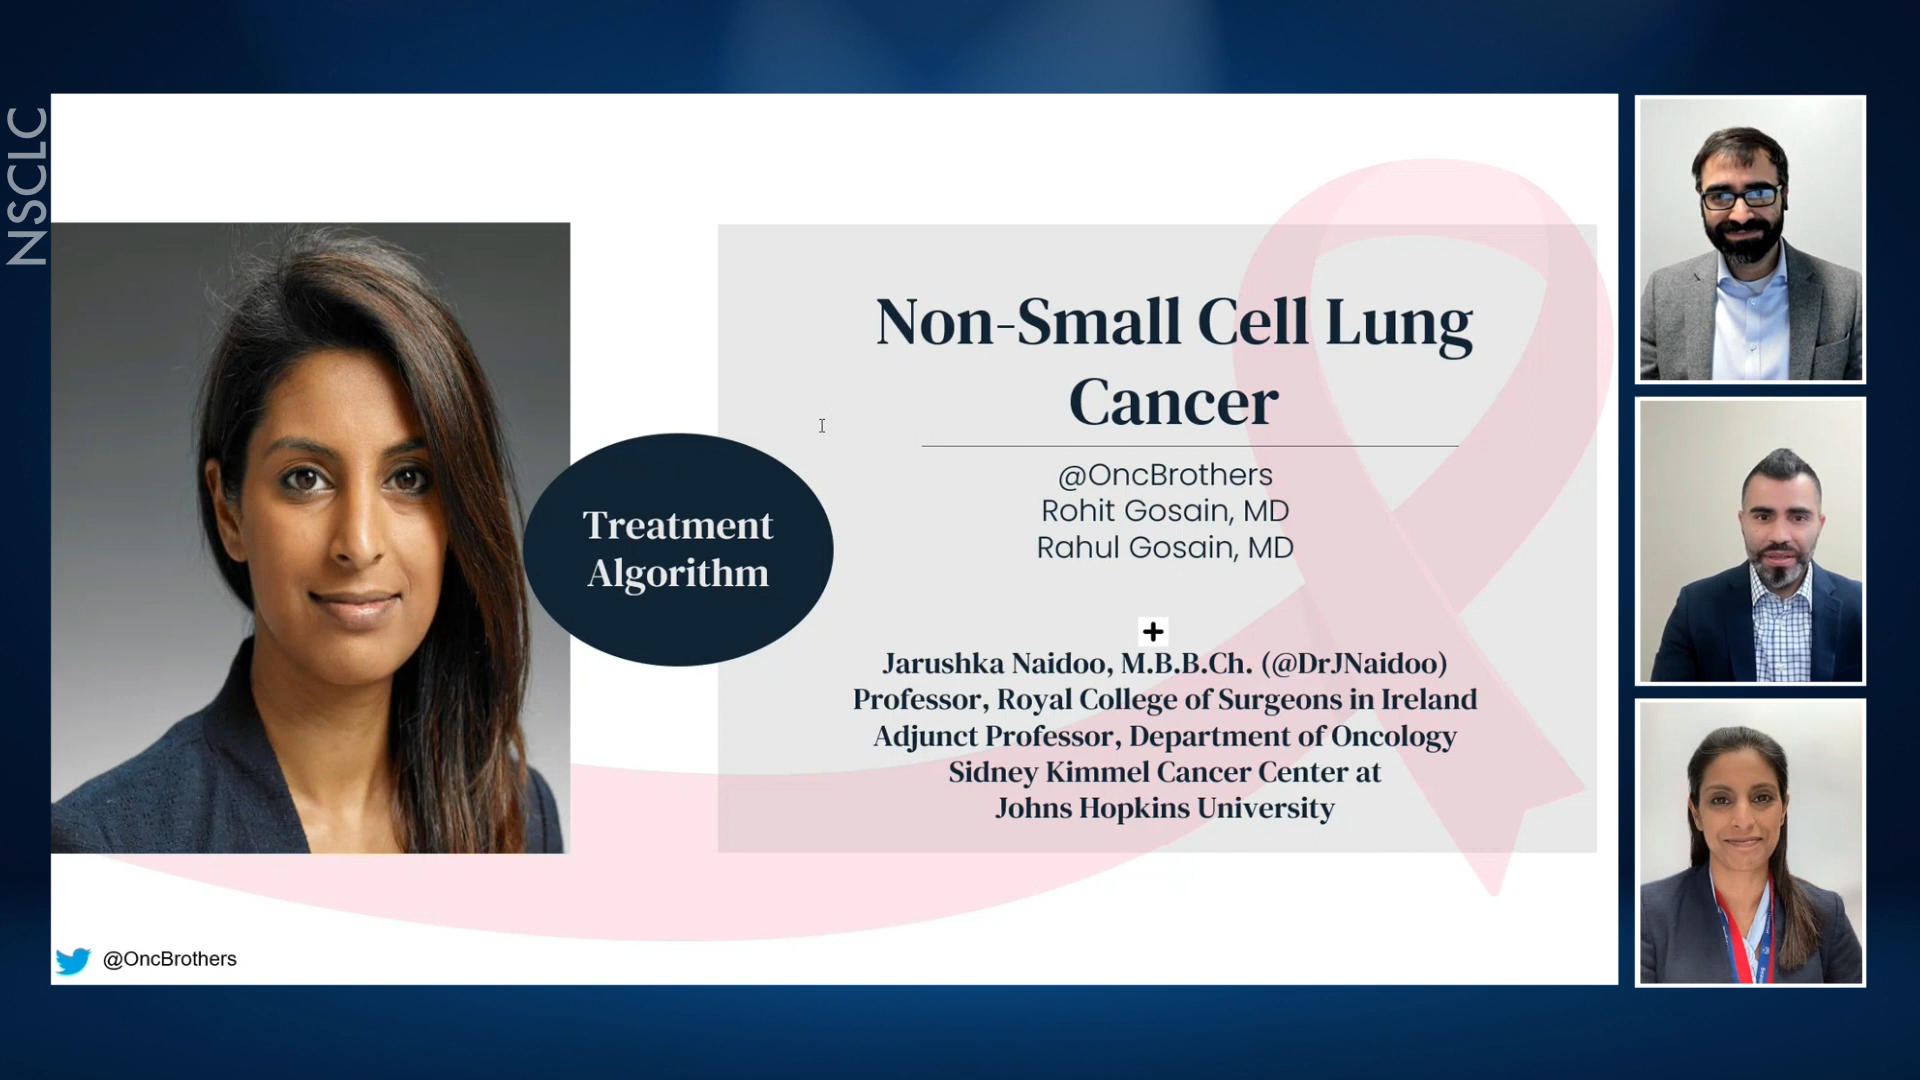 NSCLC
Treatment
Algorithm
Non-Small Cell Lung
Cancer
@OncBrothers
Rohit Gosain, MD
Rahul Gosain, MD
+
Jarushka Naidoo, M.B.B.Ch. (@DrJNaidoo)
Professor, Royal College of Surgeons in Ireland
Adjunct Professor, Department of Oncology
Sidney Kimmel Cancer Center at
Johns Hopkins University
@OncBrothers